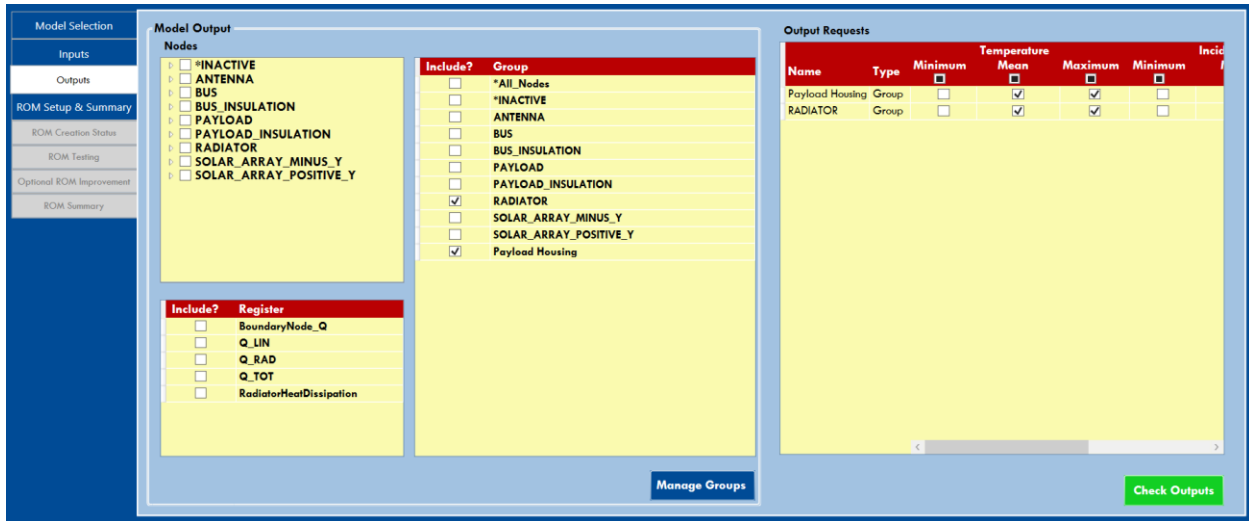 Model Selection
Inputs
Outputs
ROM Setup & Summary
ROM Creation Status
ROM Testing
Optional ROM Improvement
ROM Summary
Model Output
Nodes
*INACTIVE
ANTENNA
BUS
BUS_INSULATION
PAYLOAD
PAYLOAD_INSULATION
RADIATOR
SOLAR_ARRAY_MINUS_Y
SOLAR_ARRAY_POSITIVE_Y
Include? Register
BoundaryNode_Q
Q_LIN
Q_RAD
Q_TOT
RadiatorHeatDissipation
Include? Group
*All_Nodes
*INACTIVE
ANTENNA
BUS
BUS_INSULATION
PAYLOAD
PAYLOAD_INSULATION
RADIATOR
SOLAR_ARRAY_MINUS_Y
SOLAR_ARRAY_POSITIVE_Y
Payload Housing
Manage Groups
Output Requests
Temperature Incid
Name Type Minimum Mean Maximum Minimum
Payload Housing Group
RADIATOR Group
Check Outputs